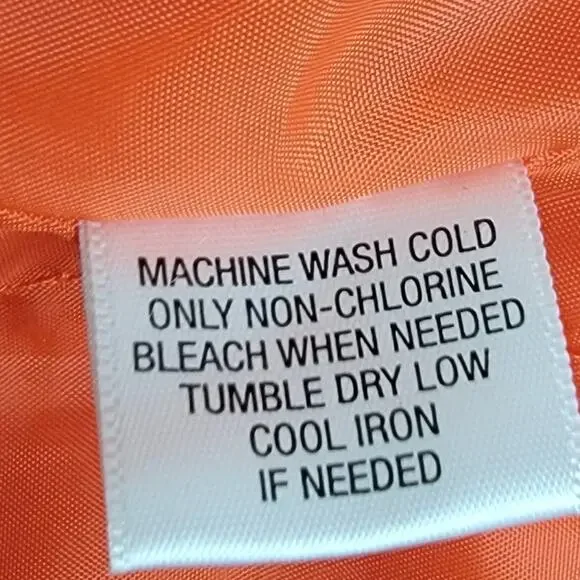 MACHINE WASH COLD
ONLY NON-CHLORINE
BLEACH WHEN NEEDED
TUMBLE DRY LOW
COOL IRON
IF NEEDED